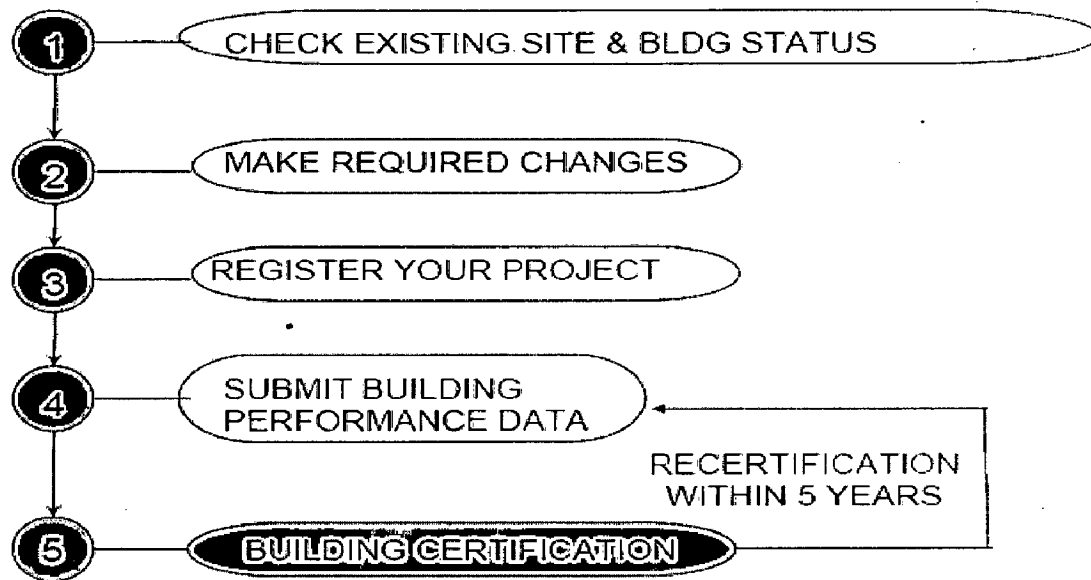 1 CHECK EXISTING SITE & BLDG STATUS
2 MAKE REQUIRED CHANGES
3 REGISTER YOUR PROJECT
4 SUBMIT BUILDING
PERFORMANCE DATA
RECERTIFICATION
WITHIN 5 YEARS
5 BUILDING CERTIFICATION